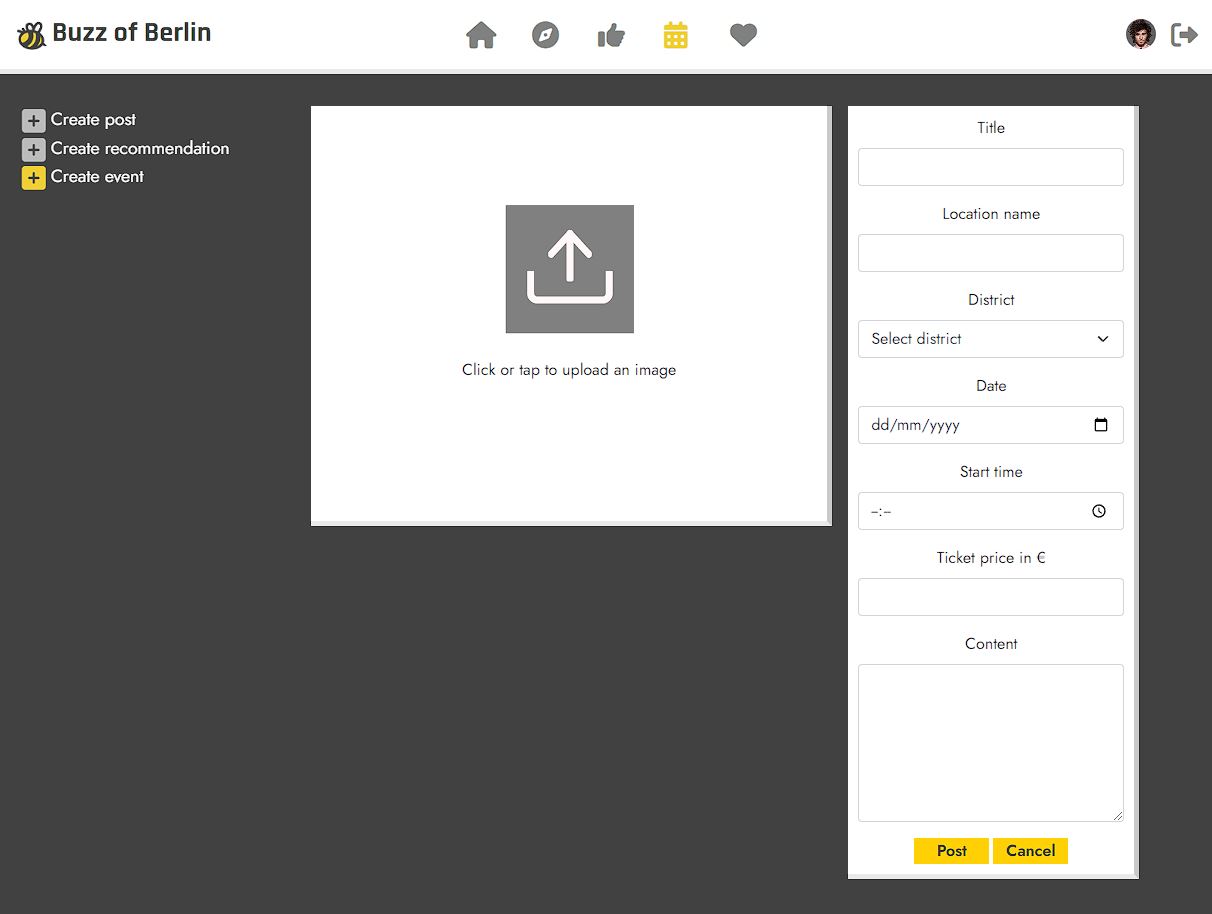 Buzz of Berlin
Create post
Create recommendation
Create event
Click or tap to upload an image
Title
Location name
District
Select district
Date
dd/mm/yyyy
Start time
--:--
Ticket price in €
Content
Post
Cancel